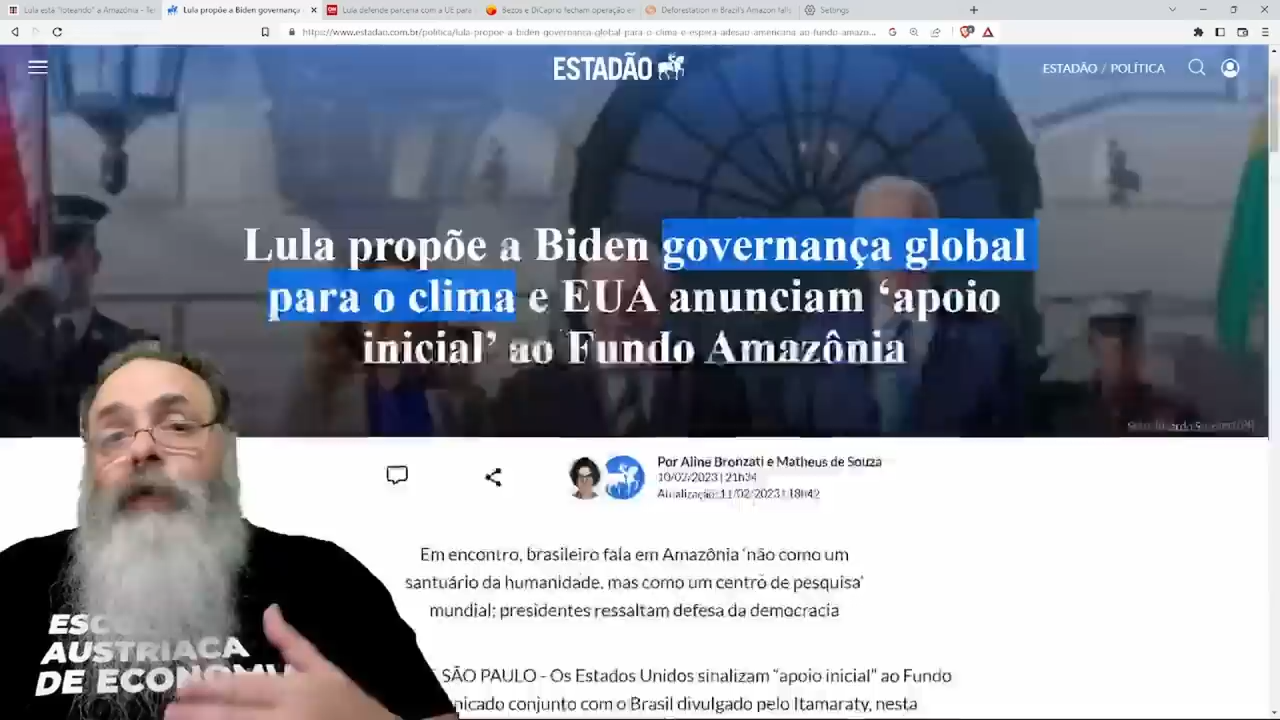 Lula está "loteando" a Amazônia - Te
Lula propõe a Biden governança
Lula defende parceria com a UE para
Bezos e DiCaprio fecham operação e
Deforestation in Brazil's Amazon fall
Settings
https://www.estadao.com.br/politica/lula-propoe-a-biden-governanca-global-para-o-clima-e-espera-adesao-americana-ao-fundo-amazo...
ESTADÃO
ESTADÃO / POLÍTICA
Lula propõe a Biden governança global
para o clima e EUA anunciam ‘apoio
inicial’ ao Fundo Amazônia
Por Aline Bronzati e Matheus de Souza
10/02/2023 | 21h34
Atualização: 11/02/2023 | 18h42
Em encontro, brasileiro fala em Amazônia ‘não como um
santuário da humanidade, mas como um centro de pesquisa’
mundial; presidentes ressaltam defesa da democracia
SÃO PAULO - Os Estados Unidos sinalizam “apoio inicial” ao Fundo
nicado conjunto com o Brasil divulgado pelo Itamaraty, nesta
ESC
AUSTRIACA
DE ECONOMI